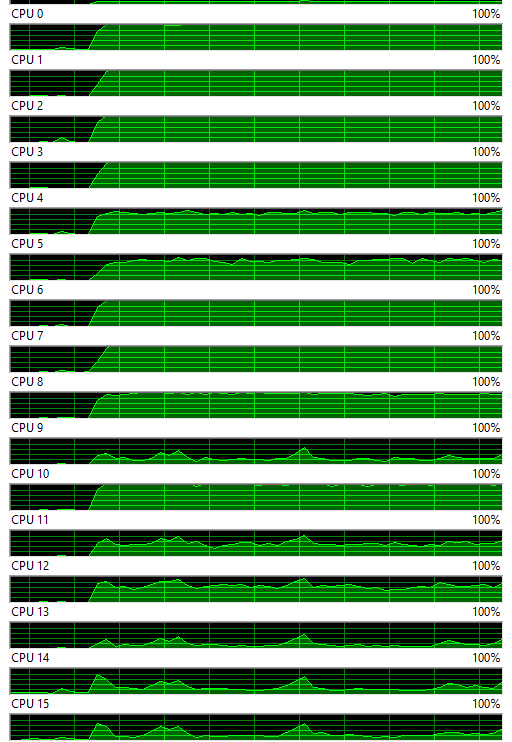 CPU 0 100%
CPU 1 100%
CPU 2 100%
CPU 3 100%
CPU 4 100%
CPU 5 100%
CPU 6 100%
CPU 7 100%
CPU 8 100%
CPU 9 100%
CPU 10 100%
CPU 11 100%
CPU 12 100%
CPU 13 100%
CPU 14 100%
CPU 15 100%